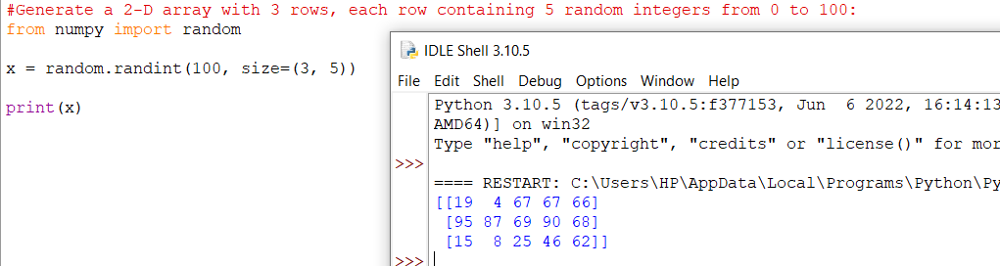 #Generate a 2-D array with 3 rows, each row containing 5 random integers from 0 to 100:
from numpy import random
x = random.randint(100, size=(3, 5))
print(x)
IDLE Shell 3.10.5
File Edit Shell Debug Options Window Help
Python 3.10.5 (tags/v3.10.5:f377153, Jun  6 2022, 16:14:13
AMD64)] on win32
Type "help", "copyright", "credits" or "license()" for mor
>>>
==== RESTART: C:\Users\HP\AppData\Local\Programs\Python\Py
[[19  4 67 67 66]
 [95 87 69 90 68]
 [15  8 25 46 62]]
>>>